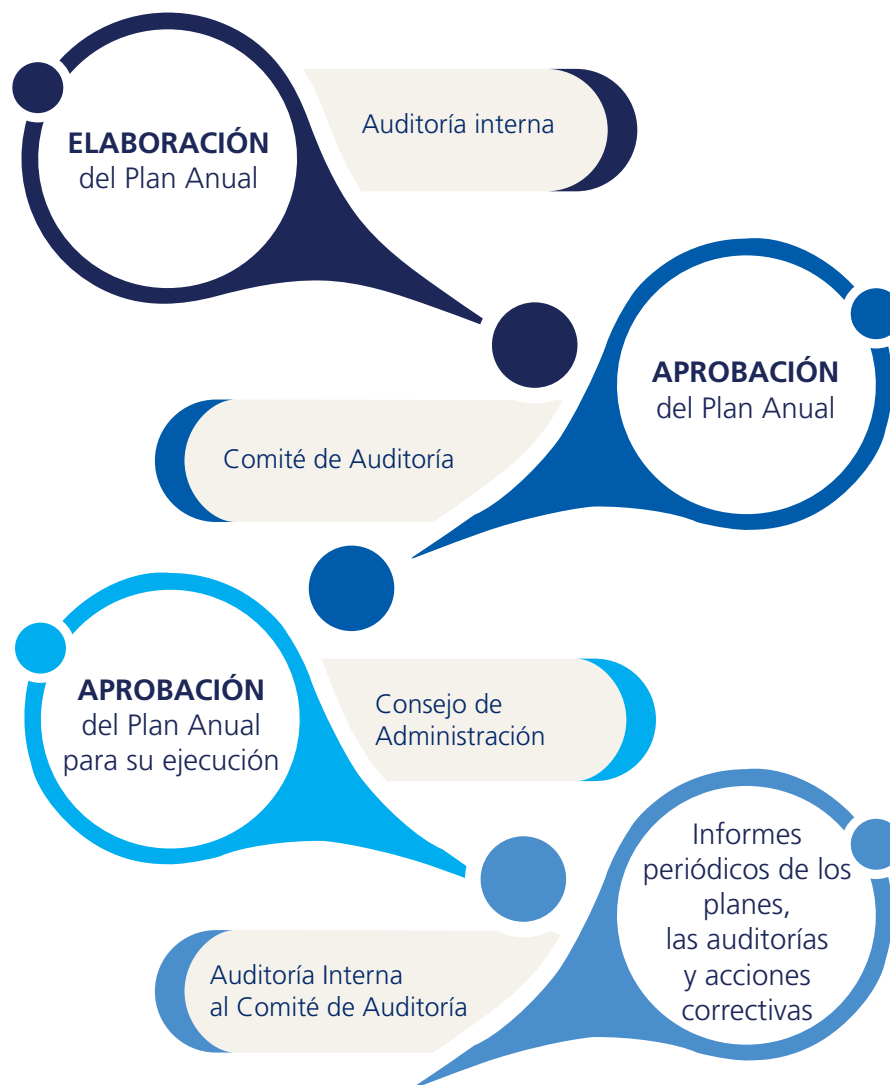 ELABORACIÓN
del Plan Anual
Auditoría interna
APROBACIÓN
del Plan Anual
Comité de Auditoría
APROBACIÓN
del Plan Anual
para su ejecución
Consejo de
Administración
Informes
periódicos de los
planes,
las auditorías
y acciones
correctivas
Auditoría Interna
al Comité de Auditoría